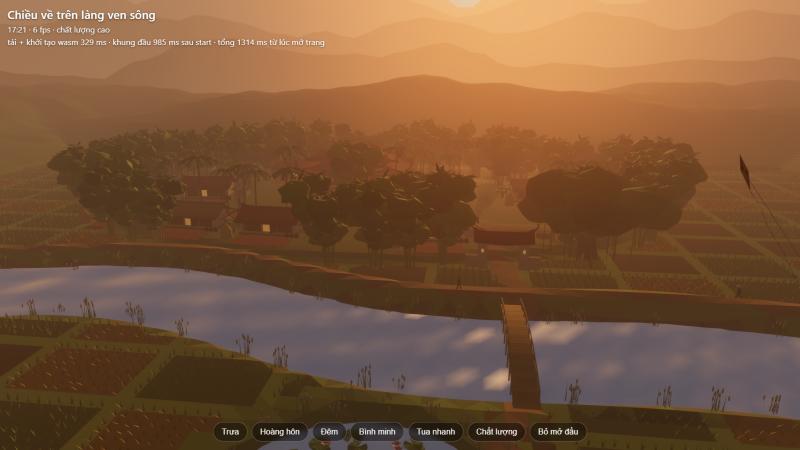 Chiều về trên làng ven sông
17:21 · 6 fps · chất lượng cao
tải + khởi tạo wasm 329 ms · khung đầu 985 ms sau start · tổng 1314 ms từ lúc mở trang
Trưa Hoàng hôn Đêm Bình minh Tua nhanh Chất lượng Bỏ mở đầu